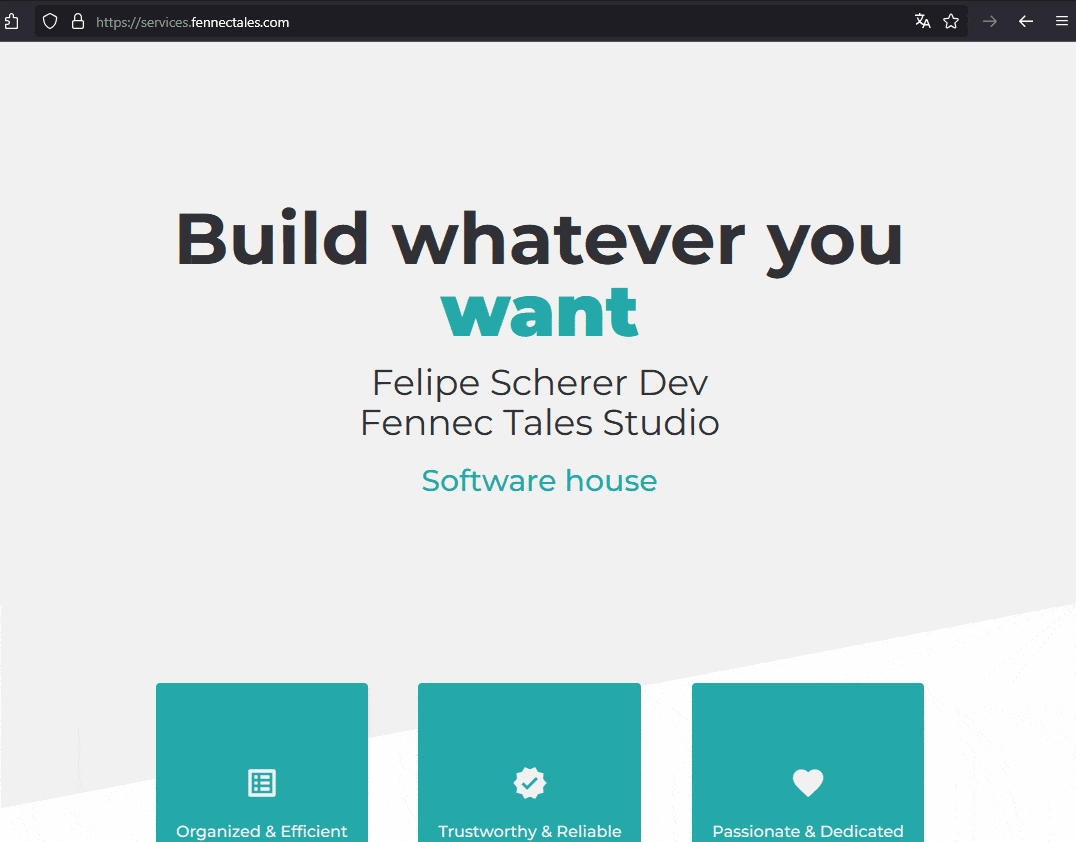 https://services.fennectales.com
Build whatever you
want
Felipe Scherer Dev
Fennec Tales Studio
Software house
Organized & Efficient
Trustworthy & Reliable
Passionate & Dedicated